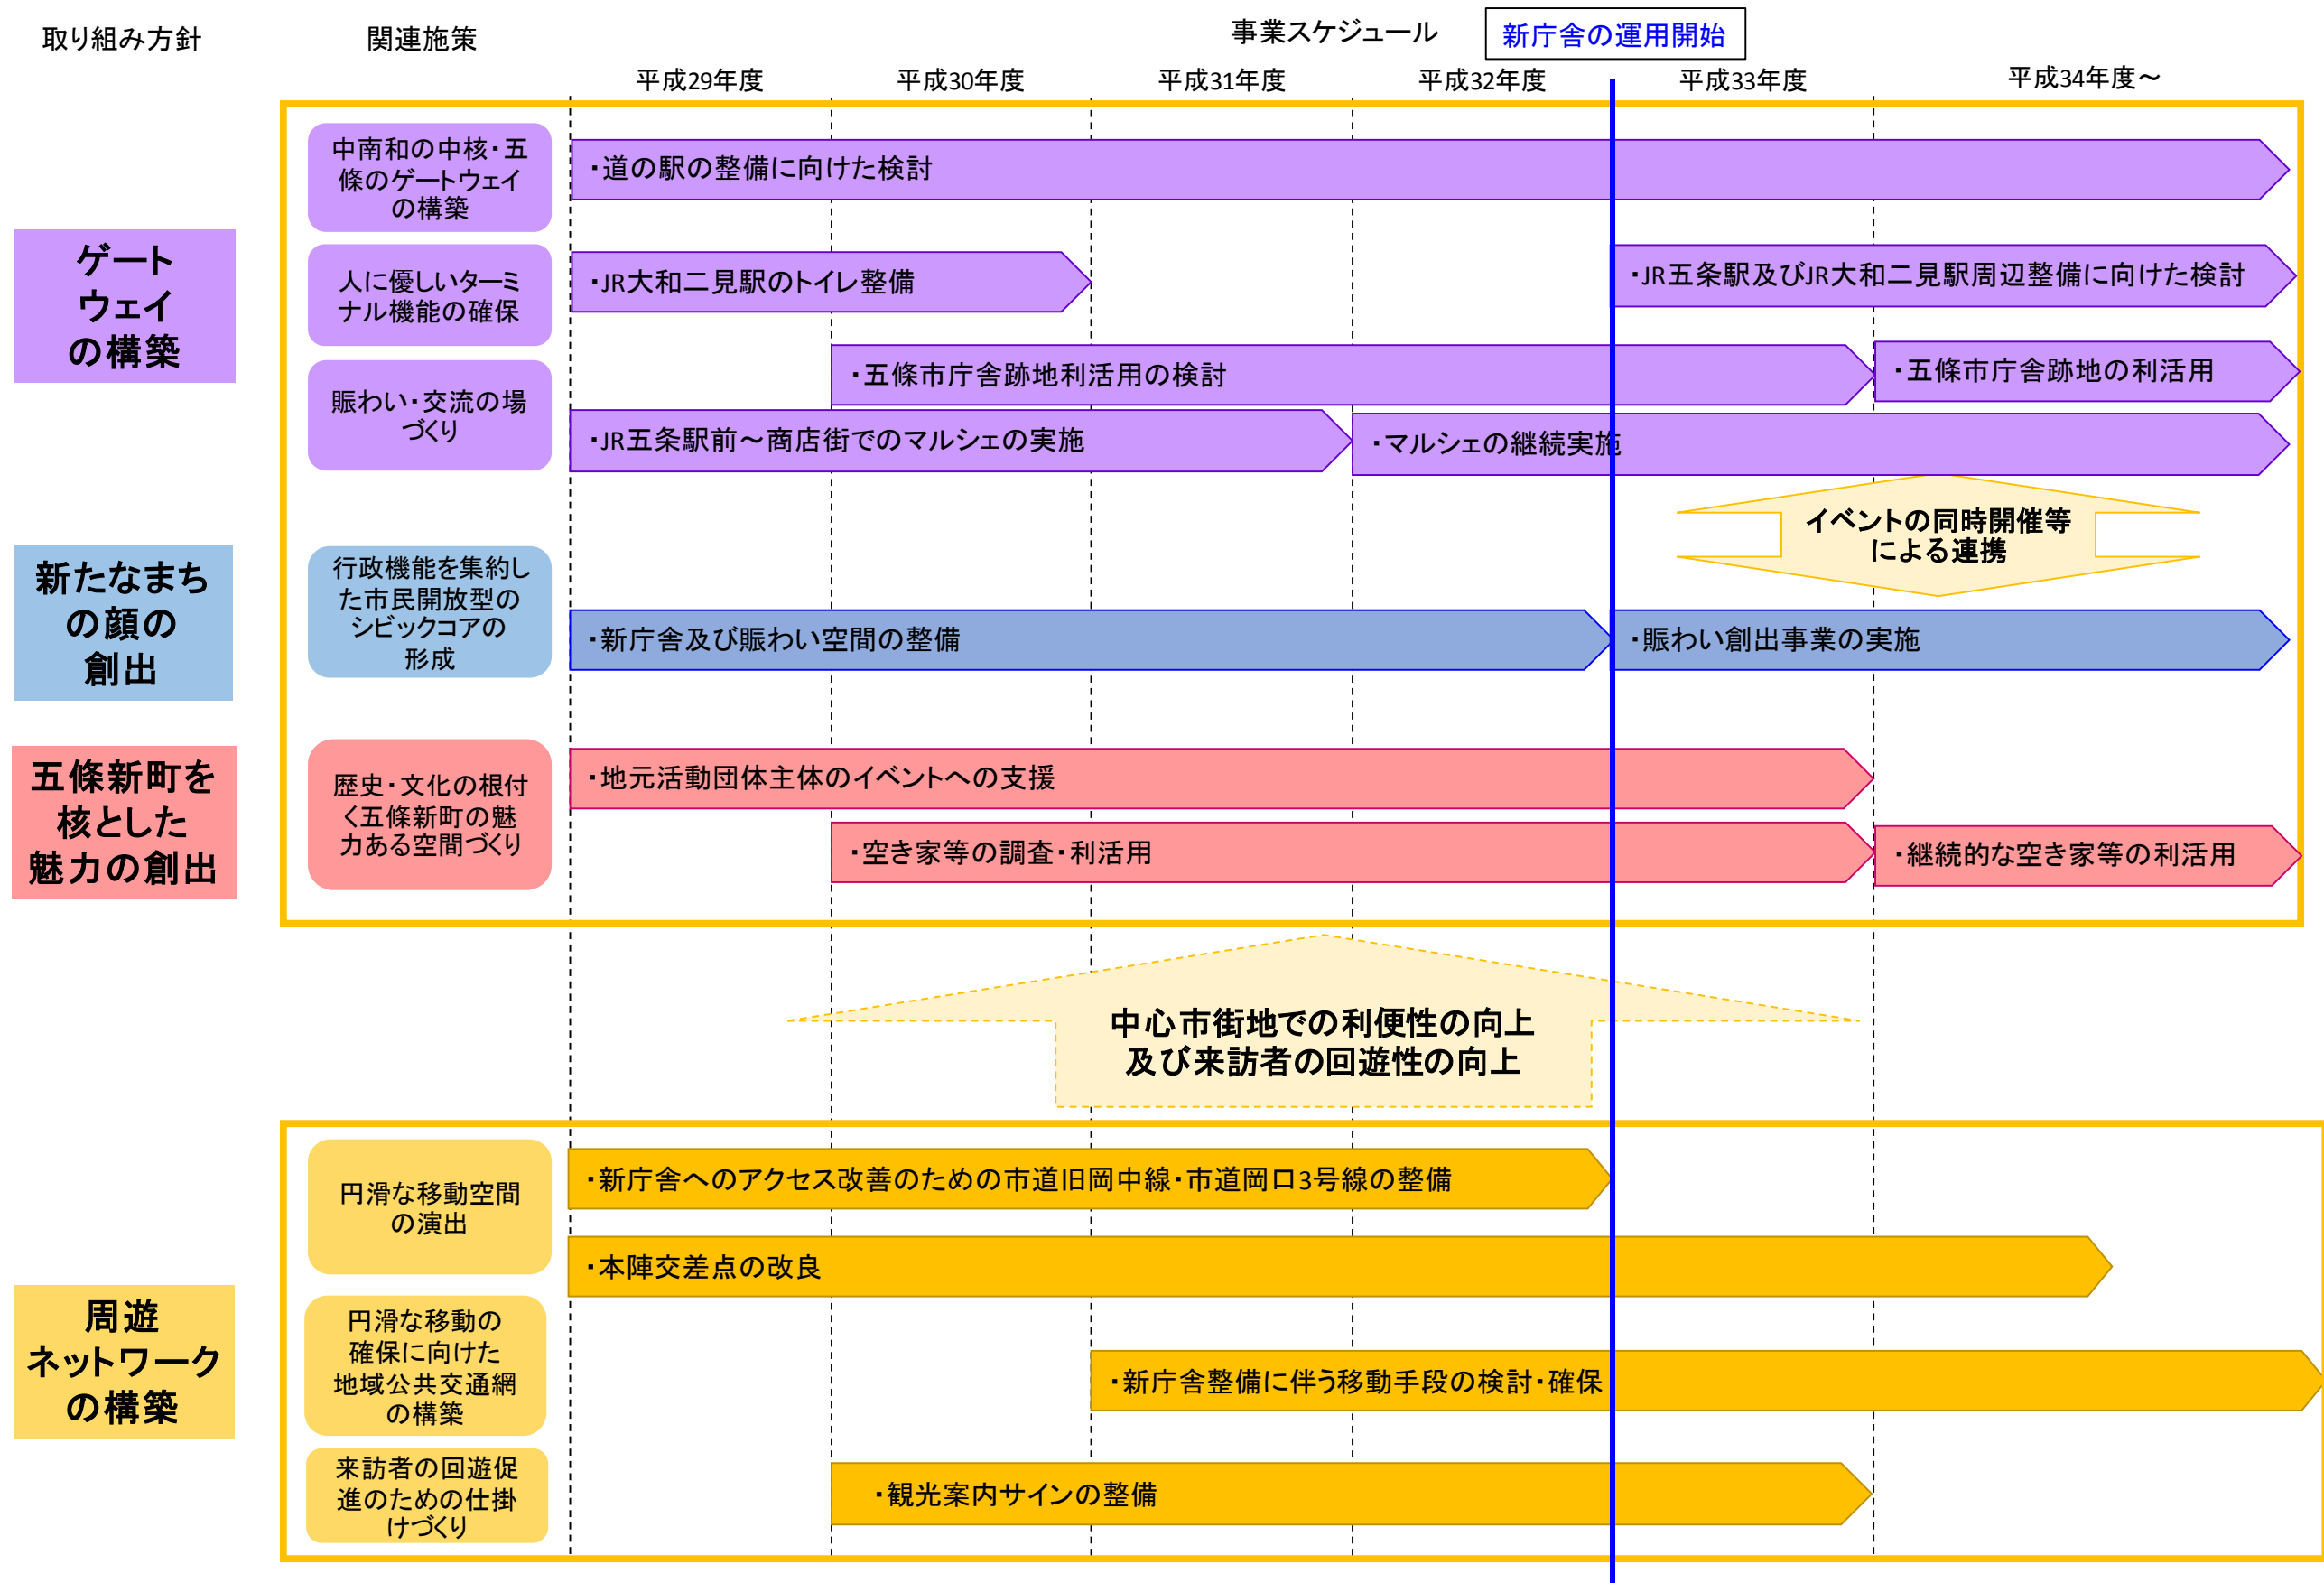 取り組み方針
関連施策
事業スケジュール
新庁舎の運用開始
平成29年度
平成30年度
平成31年度
平成32年度
平成33年度
平成34年度～
ゲート
ウェイ
の構築
中南和の中核・五
條のゲートウェイ
の構築
・道の駅の整備に向けた検討
人に優しいターミ
ナル機能の確保
・JR大和二見駅のトイレ整備
・JR五条駅及びJR大和二見駅周辺整備に向けた検討
賑わい・交流の場
づくり
・五條市庁舎跡地利活用の検討
・五條市庁舎跡地の利活用
・JR五条駅前～商店街でのマルシェの実施
・マルシェの継続実施
イベントの同時開催等
による連携
新たなまち
の顔の
創出
行政機能を集約し
た市民開放型の
シビックコアの
形成
・新庁舎及び賑わい空間の整備
・賑わい創出事業の実施
五條新町を
核とした
魅力の創出
歴史・文化の根付
く五條新町の魅
力ある空間づくり
・地元活動団体主体のイベントへの支援
・空き家等の調査・利活用
・継続的な空き家等の利活用
中心市街地での利便性の向上
及び来訪者の回遊性の向上
周遊
ネットワーク
の構築
円滑な移動空間
の演出
・新庁舎へのアクセス改善のための市道旧岡中線・市道岡口3号線の整備
・本陣交差点の改良
円滑な移動の
確保に向けた
地域公共交通網
の構築
・新庁舎整備に伴う移動手段の検討・確保
来訪者の回遊促
進のための仕掛
けづくり
・観光案内サインの整備